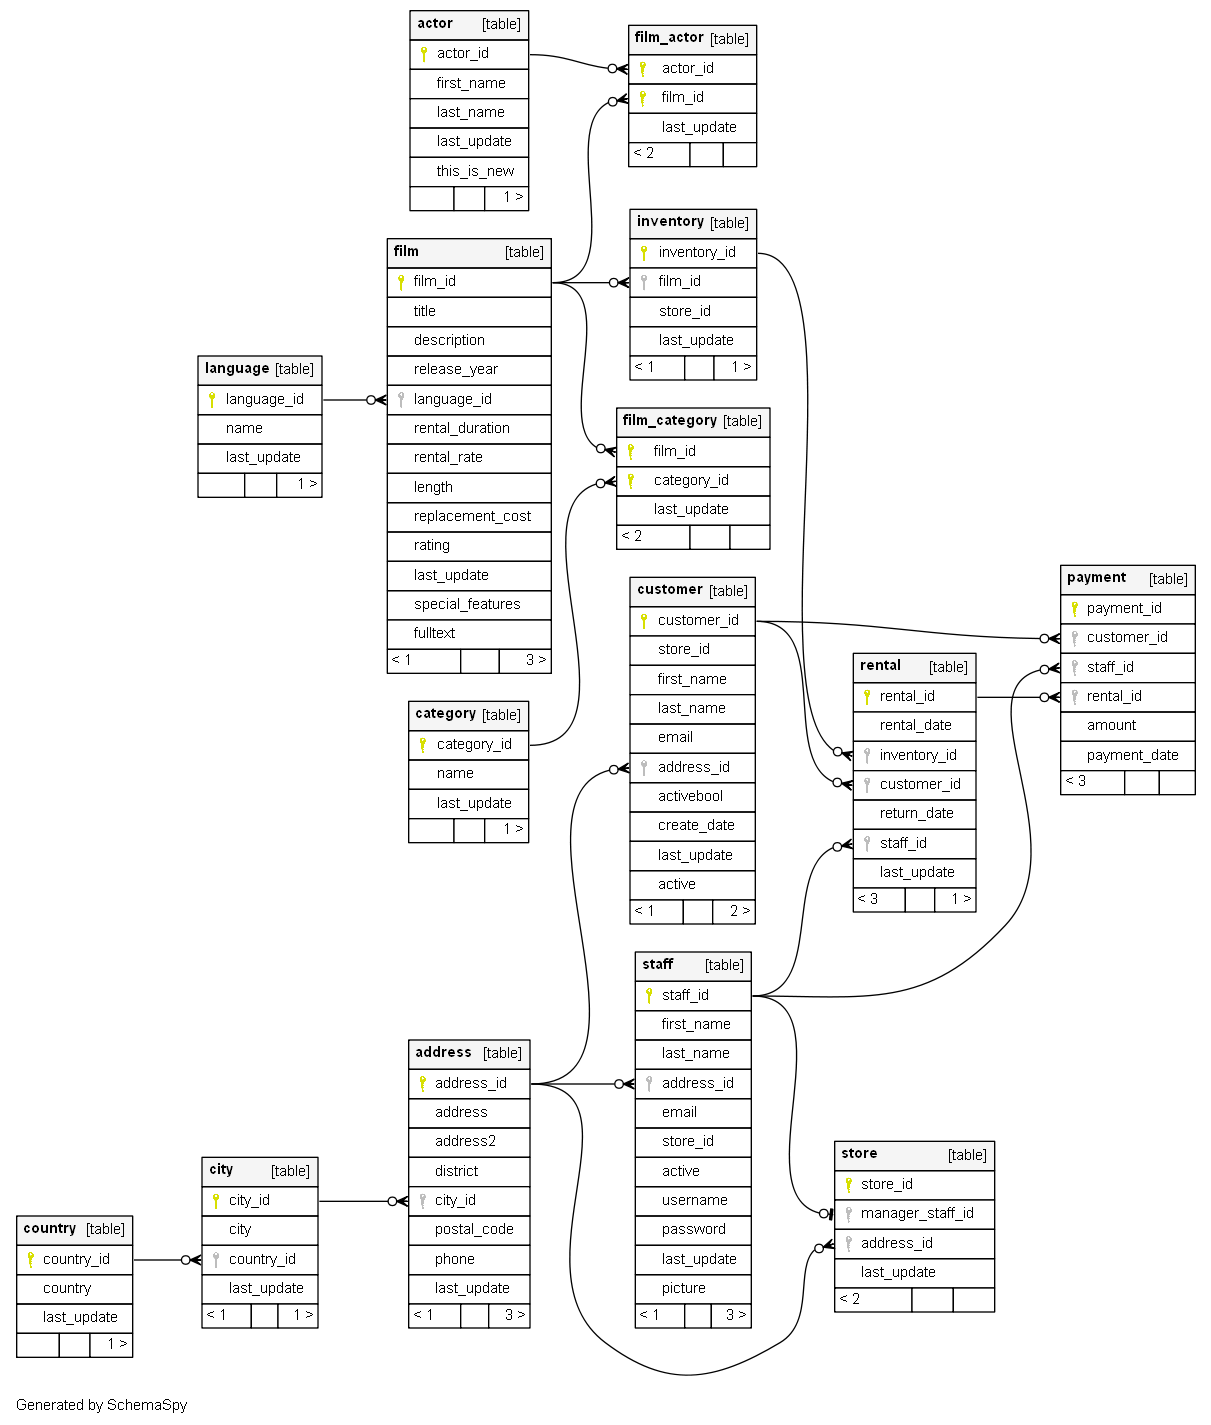 actor [table]
actor_id
first_name
last_name
last_update
this_is_new
1 >
film_actor [table]
actor_id
film_id
last_update
< 2
film [table]
film_id
title
description
release_year
language_id
rental_duration
rental_rate
length
replacement_cost
rating
last_update
special_features
fulltext
< 1 3 >
inventory [table]
inventory_id
film_id
store_id
last_update
< 1 1 >
language [table]
language_id
name
last_update
1 >
film_category [table]
film_id
category_id
last_update
< 2
category [table]
category_id
name
last_update
1 >
customer [table]
customer_id
store_id
first_name
last_name
email
address_id
activebool
create_date
last_update
active
< 1 2 >
payment [table]
payment_id
customer_id
staff_id
rental_id
amount
payment_date
< 3
rental [table]
rental_id
rental_date
inventory_id
customer_id
return_date
staff_id
last_update
< 3 1 >
staff [table]
staff_id
first_name
last_name
address_id
email
store_id
active
username
password
last_update
picture
< 1 3 >
address [table]
address_id
address
address2
district
city_id
postal_code
phone
last_update
< 1 3 >
store [table]
store_id
manager_staff_id
address_id
last_update
< 2
city [table]
city_id
city
country_id
last_update
< 1 1 >
country [table]
country_id
country
last_update
1 >
Generated by SchemaSpy